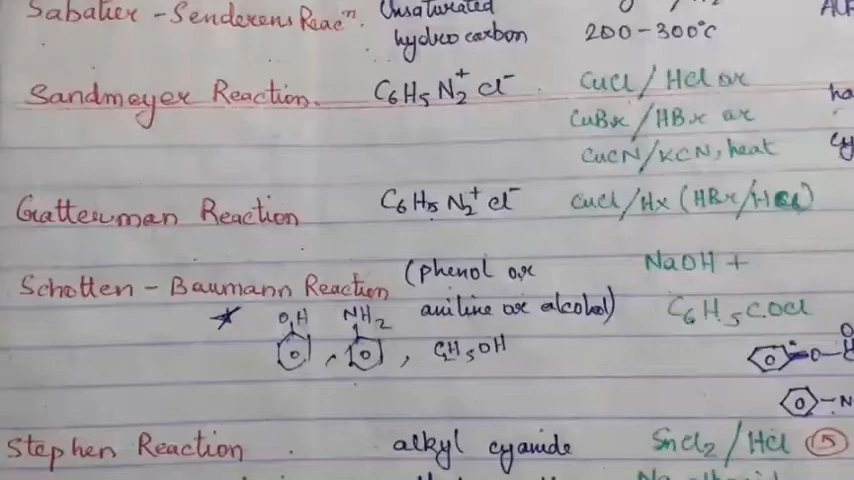 Sabatier - Senderens Reacⁿ. Unsaturated
hydrocarbon 200-300°C
Sandmeyer Reaction. C6H5N2+ Cl- CuCl / HCl or
CuBr / HBr or
CuCN / KCN, heat
Gatterman Reaction C6H5N2+ Cl- CuCl / Hx (HBr/HCl)
Schotten - Baumann Reaction (phenol or NaOH +
aniline or alcohol) C6H5COCl
OH NH2
, , C2H5OH
Stephen Reaction alkyl cyanide SnCl2 / HCl 5